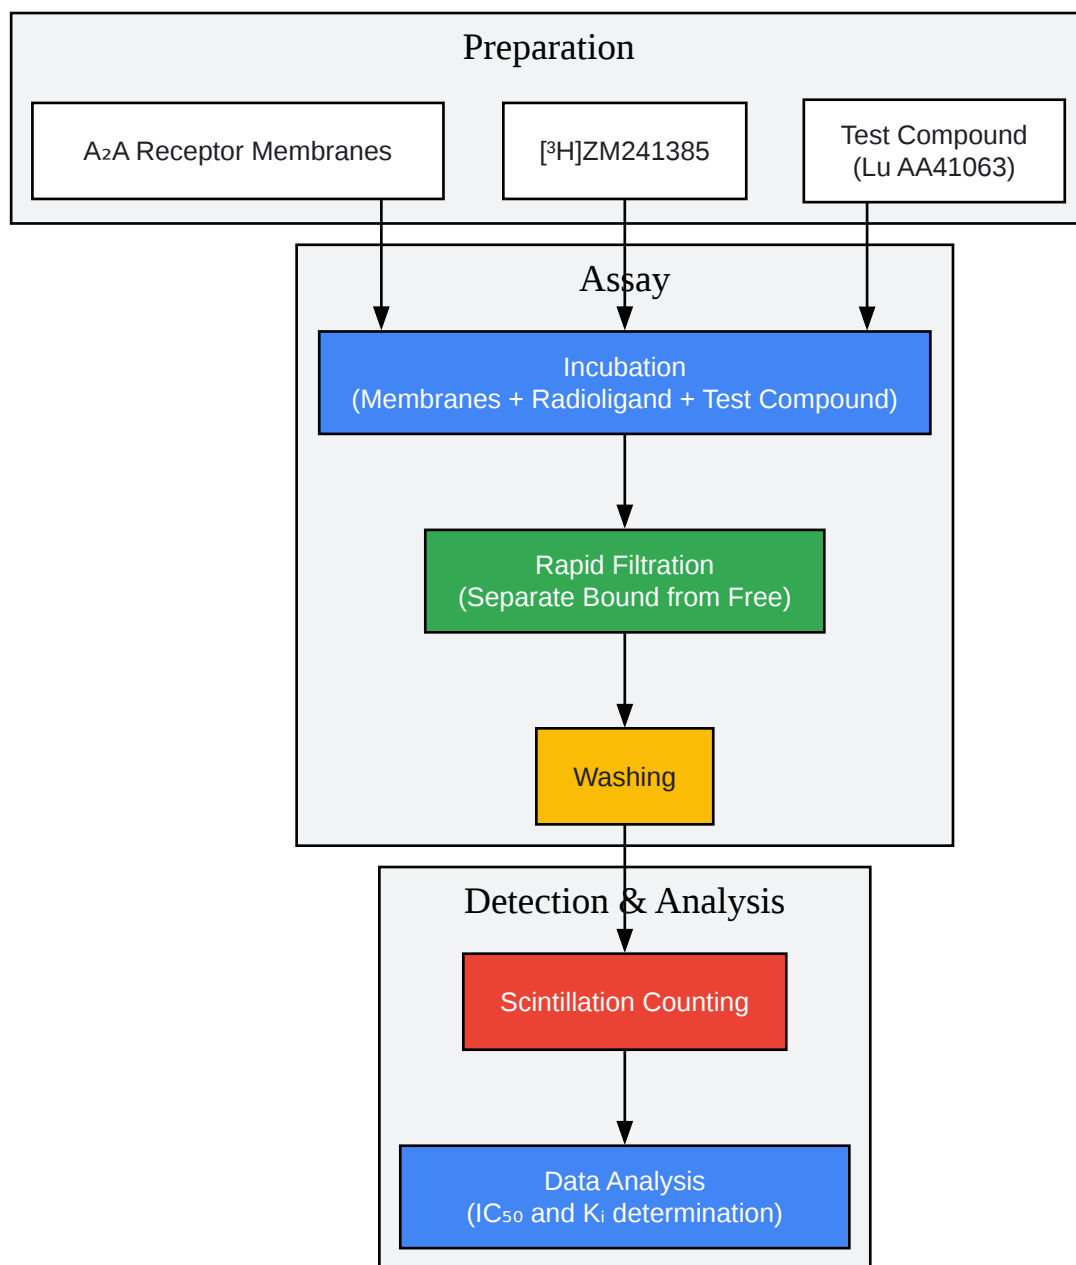 Preparation
A₂A Receptor Membranes
[³H]ZM241385
Test Compound
(Lu AA41063)
Assay
Incubation
(Membranes + Radioligand + Test Compound)
Rapid Filtration
(Separate Bound from Free)
Washing
Detection & Analysis
Scintillation Counting
Data Analysis
(IC₅₀ and Kᵢ determination)